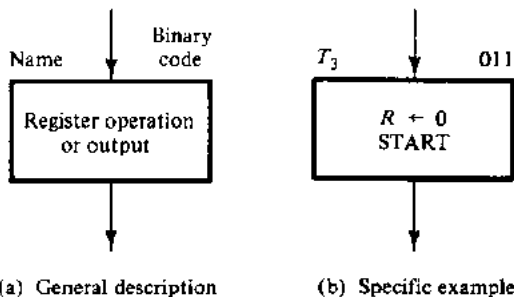 Name
Binary
code
Register operation
or output
(a) General description
T3
011
R ← 0
START
(b) Specific example